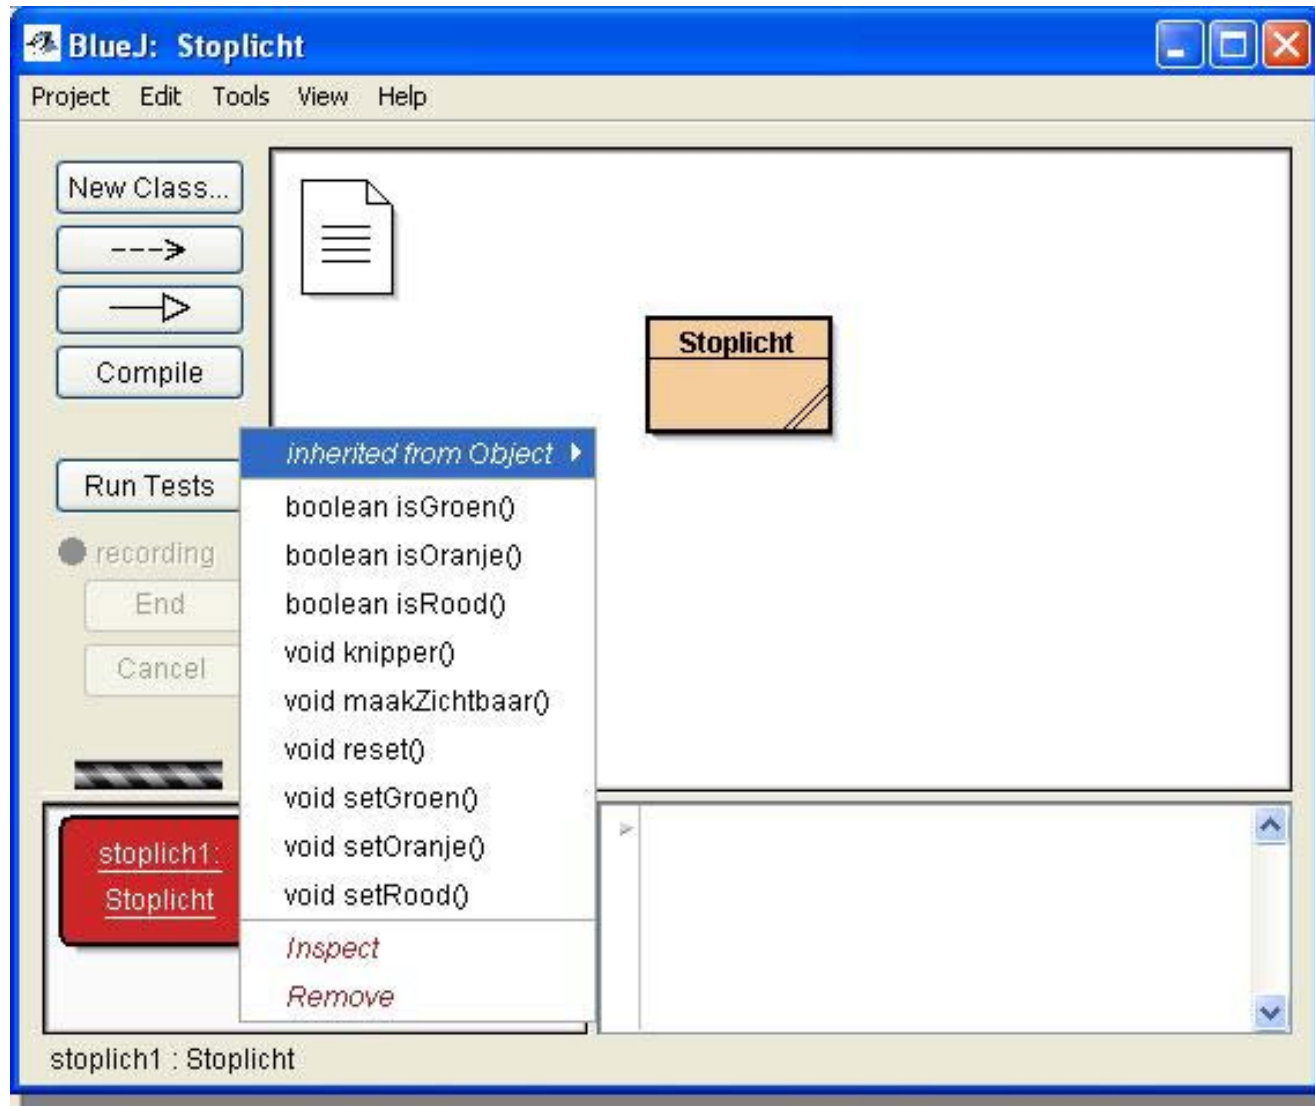 BlueJ: Stoplicht
Project Edit Tools View Help
New Class...
Compile
Run Tests
recording
End
Cancel
Stoplicht
inherited from Object
boolean isGroen()
boolean isOranje()
boolean isRood()
void knipper()
void maakZichtbaar()
void reset()
void setGroen()
void setOranje()
void setRood()
Inspect
Remove
stoplich1:
Stoplicht
stoplich1 : Stoplicht